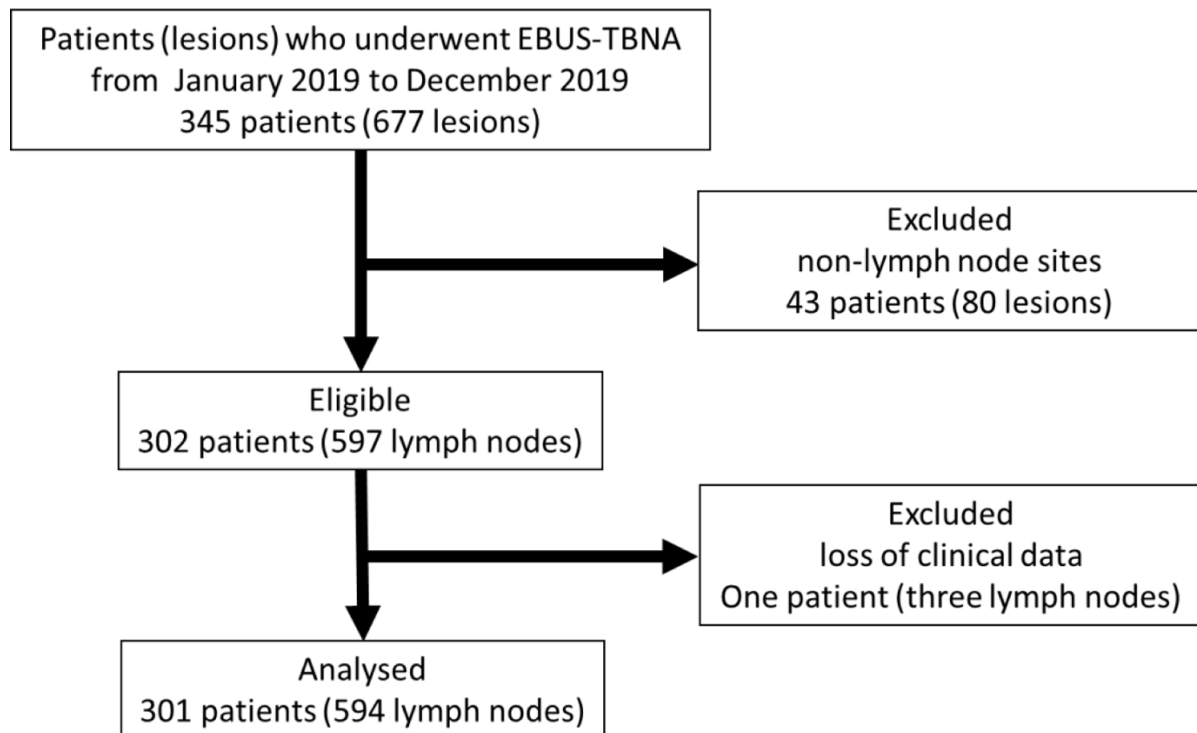 Patients (lesions) who underwent EBUS-TBNA
from January 2019 to December 2019
345 patients (677 lesions)
Excluded
non-lymph node sites
43 patients (80 lesions)
Eligible
302 patients (597 lymph nodes)
Excluded
loss of clinical data
One patient (three lymph nodes)
Analysed
301 patients (594 lymph nodes)